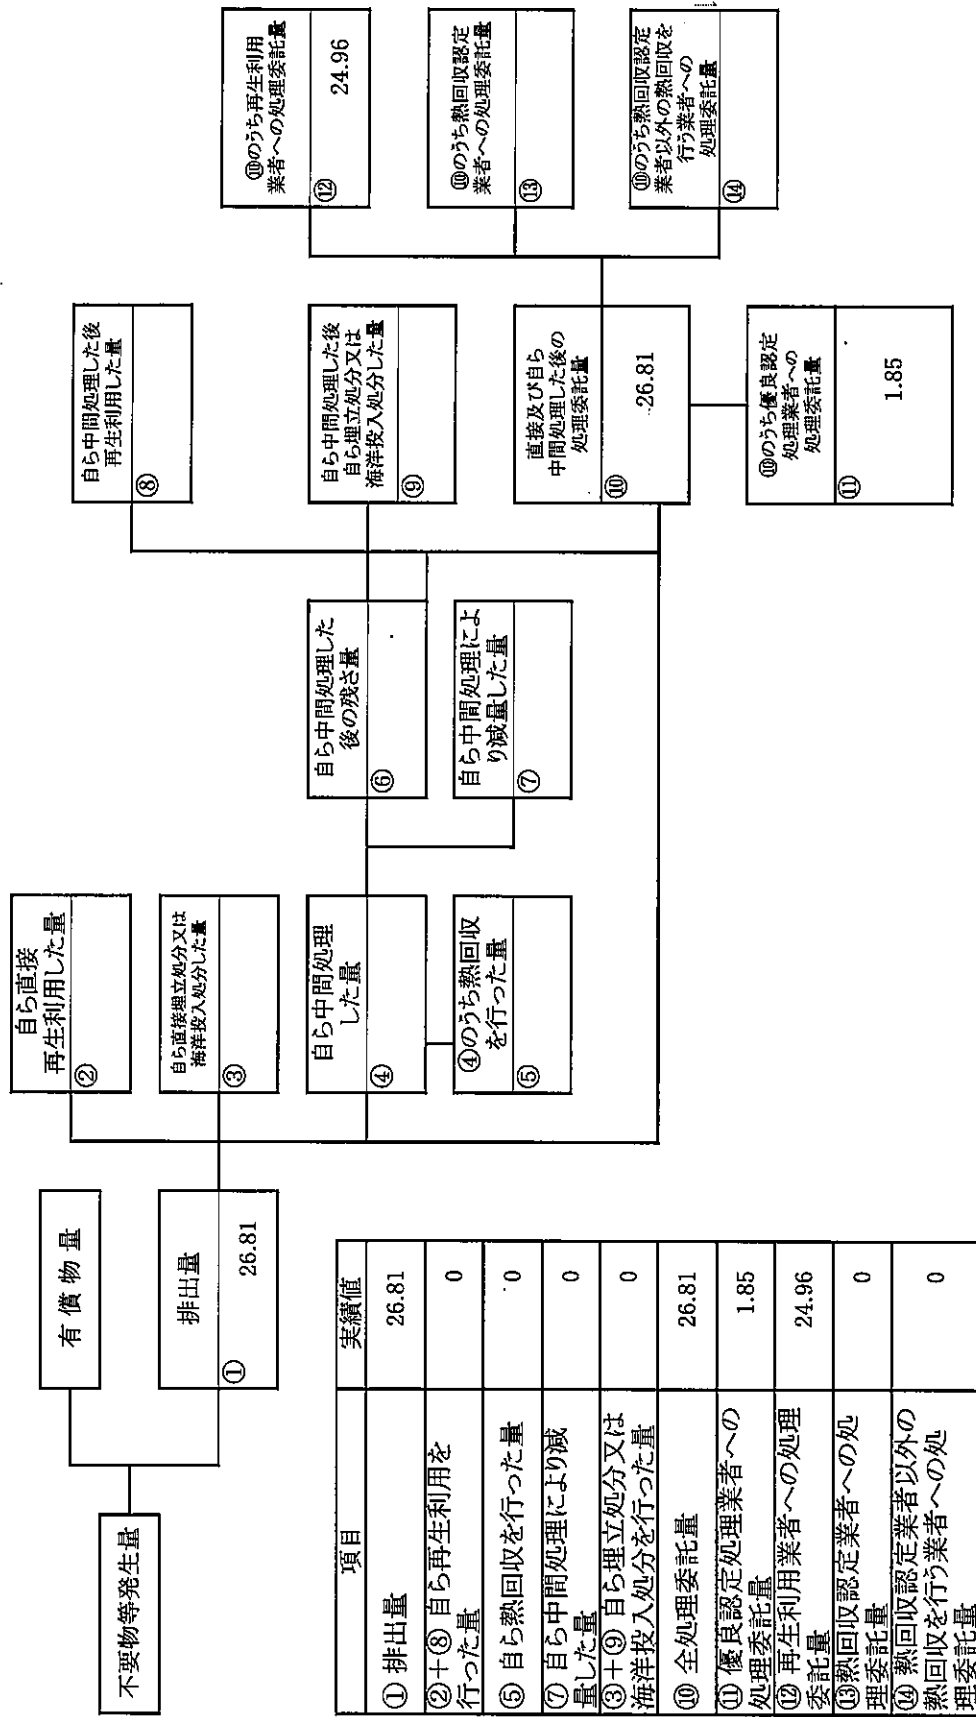 不要物等発生量
有 償 物 量
排出量
①
26.81
自ら直接
再生利用した量
②
自ら直接埋立処分又は
海洋投入処分した量
③
自ら中間処理
した量
④
④のうち熱回収
を行った量
⑤
自ら中間処理した
後の残さ量
⑥
自ら中間処理によ
り減量した量
⑦
自ら中間処理した後
再生利用した量
⑧
自ら中間処理した後
自ら埋立処分又は
海洋投入処分した量
⑨
直接及び自ら
中間処理した後の
処理委託量
⑩
26.81
⑩のうち優良認定
処理業者への
処理委託量
⑪
1.85
⑩のうち再生利用
業者への処理委託量
⑫
24.96
⑩のうち熱回収認定
業者への処理委託量
⑬
⑩のうち熱回収認定
業者以外の熱回収を
行う業者への
処理委託量
⑭
項目 実績値
① 排出量 26.81
②+⑧ 自ら再生利用を
行った量 0
⑤ 自ら熱回収を行った量 0
⑦ 自ら中間処理により減
量した量 0
③+⑨ 自ら埋立処分又は
海洋投入処分を行った量 0
⑩ 全処理委託量 26.81
⑪ 優良認定処理業者への
処理委託量 1.85
⑫ 再生利用業者への処理
委託量 24.96
⑬熱回収認定業者への処
理委託量 0
⑭ 熱回収認定業者以外の
熱回収を行う業者への処
理委託量 0